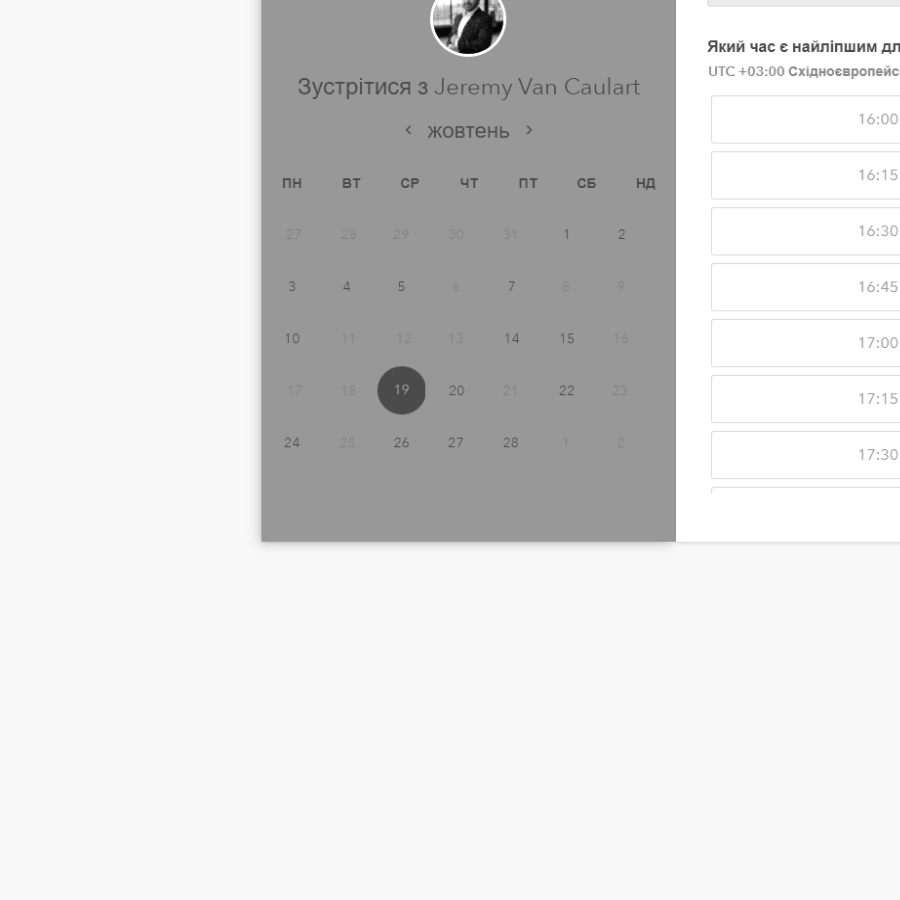 Зустрітися з Jeremy Van Caulart
жовтень
ПН ВТ СР ЧТ ПТ СБ НД
27 28 29 30 31 1 2
3 4 5 6 7 8 9
10 11 12 13 14 15 16
17 18 19 20 21 22 23
24 25 26 27 28 1 2
Який час є найліпшим дл
UTC +03:00 Східноєвропейс
16:00
16:15
16:30
16:45
17:00
17:15
17:30